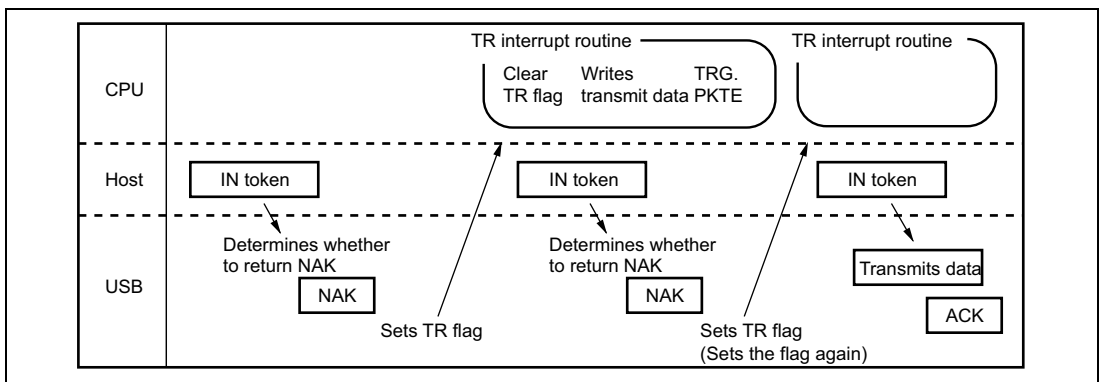 TR interrupt routine
TR interrupt routine
CPU
Clear Writes TRG.
TR flag transmit data PKTE
Host
IN token
IN token
IN token
Determines whether
to return NAK
Determines whether
to return NAK
Transmits data
USB
NAK
NAK
ACK
Sets TR flag
Sets TR flag
(Sets the flag again)